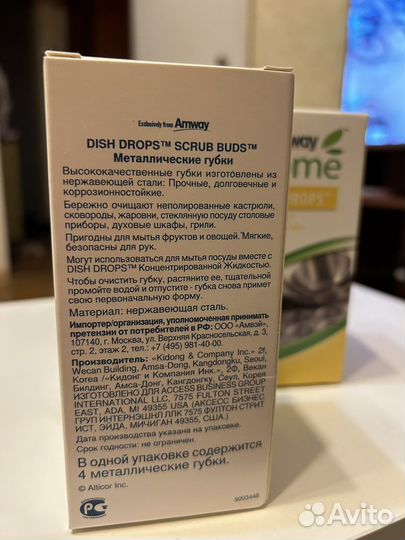 Exclusively from Amway
DISH DROPS™ SCRUB BUDS™
Металлические губки
Высококачественные губки изготовлены из
нержавеющей стали: Прочные, долговечные и
коррозионностойкие.
Бережно очищают неполированные кастрюли,
сковороды, жаровни, стеклянную посуду столовые
приборы, духовные шкафы, грили.
Пригодны для мытья фруктов и овощей. Мягкие,
безопасны для рук.
Могут использоваться для мытья посуды вместе с
DISH DROPS™ Концентрированной Жидкостью.
Чтобы очистить губку, растяните ее, тщательной
промойте водой и отпустите - губка снова примет
свою первоначальную форму.
Материал: нержавеющая сталь.
Импортер/организация, уполномоченная принимать
претензии от потребителей в РФ: ООО «Амвэй»,
107140, г. Москва, ул. Верхняя Красносельская, д. 3,
стр. 2, этаж 2, тел.: +7 (495) 981-40-00.
Производитель: «Kidong & Company Inc.» 2f,
Wecan Building, Amsa-Dong, Kangdongku, Seoul,
Korea /«Кидонг и Компания Инк.», 2Ф, Векан
Билдинг, Амса-Донг, Кангдонгку, Сеул, Корея
ИЗГОТОВЛЕНО ДЛЯ ACCESS BUSINESS GROUP
INTERNATIONAL LLC, 7575 FULTON STREET
EAST, ADA, MI 49355 USA (АКСЕСС БИЗНЕС
ГРУП ИНТЕРНЭШНЛ ЛЛК 7575 ФУЛТОН СТРИТ
ИСТ, ЭЙДА, МИЧИГАН 49355, США.)
Дата производства указана на упаковке.
Срок годности: не ограничен.
В одной упаковке содержится
4 металлические губки.
© Alticor Inc.
9003448
way
me
DROPS™
Avito